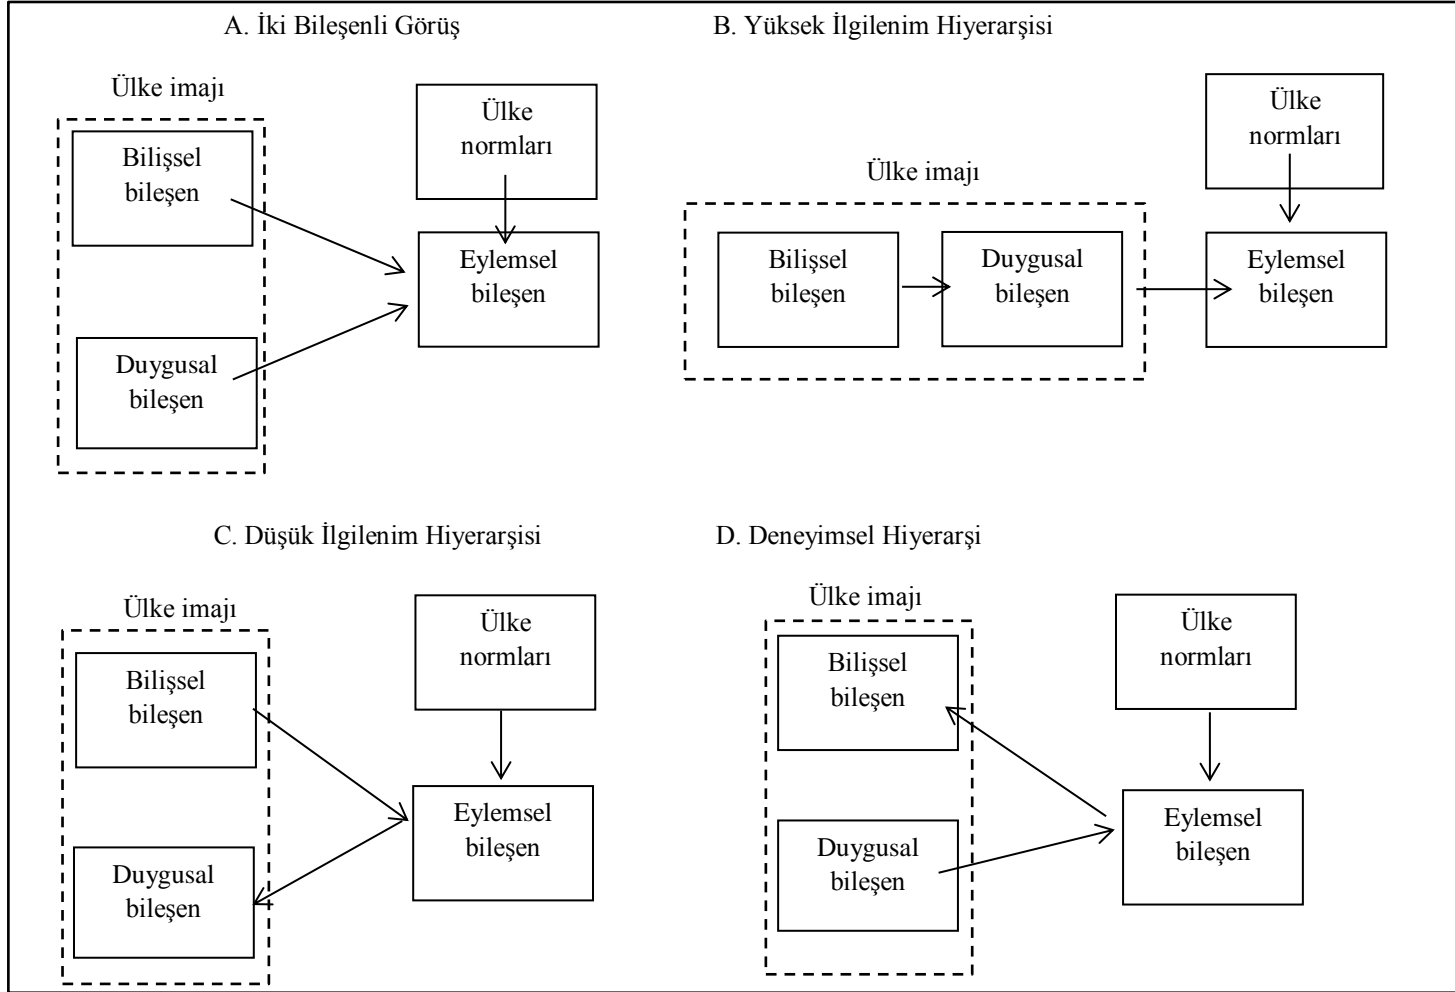 A. İki Bileşenli Görüş
Ülke imajı
Bilişsel
bileşen
Duygusal
bileşen
Ülke
normları
Eylemsel
bileşen
B. Yüksek İlgilenim Hiyerarşisi
Ülke imajı
Bilişsel
bileşen
Duygusal
bileşen
Ülke
normları
Eylemsel
bileşen
C. Düşük İlgilenim Hiyerarşisi
Ülke imajı
Bilişsel
bileşen
Duygusal
bileşen
Ülke
normları
Eylemsel
bileşen
D. Deneyimsel Hiyerarşi
Ülke imajı
Bilişsel
bileşen
Duygusal
bileşen
Ülke
normları
Eylemsel
bileşen